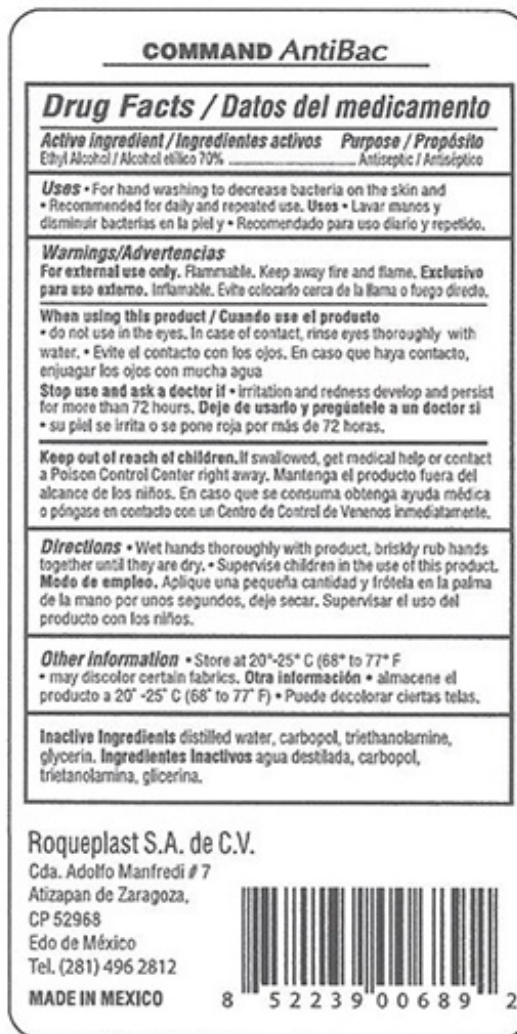 COMMAND AntiBac
Drug Facts / Datos del medicamento
Active ingredient / Ingredientes activos Purpose / Propósito
Ethyl Alcohol / Alcohol etílico 70% ........................ Antiseptic / Antiséptico
Uses • For hand washing to decrease bacteria on the skin and
• Recommended for daily and repeated use. Usos • Lavar manos y
disminuir bacterias en la piel y • Recomendado para uso diario y repetido.
Warnings/Advertencias
For external use only. Flammable. Keep away fire and flame. Exclusivo
para uso externo. Inflamable. Evite colocarlo cerca de la llama o fuego directo.
When using this product / Cuando use el producto
• do not use in the eyes. In case of contact, rinse eyes thoroughly with
water. • Evite el contacto con los ojos. En caso que haya contacto,
enjuagar los ojos con mucha agua
Stop use and ask a doctor if • irritation and redness develop and persist
for more than 72 hours. Deje de usarlo y pregúntele a un doctor si
• su piel se irrita o se pone roja por más de 72 horas.
Keep out of reach of children.If swallowed, get medical help or contact
a Poison Control Center right away. Mantenga el producto fuera del
alcance de los niños. En caso que se consuma obtenga ayuda médica
o póngase en contacto con un Centro de Control de Venenos inmediatamente.
Directions • Wet hands thoroughly with product, briskly rub hands
together until they are dry. • Supervise children in the use of this product.
Modo de empleo. Aplique una pequeña cantidad y frótela en la palma
de la mano por unos segundos, deje secar. Supervisar el uso del
producto con los niños.
Other information • Store at 20°-25° C (68° to 77° F
• may discolor certain fabrics. Otra información • almacene el
producto a 20° -25° C (68° to 77° F) • Puede decolorar ciertas telas.
Inactive Ingredients distilled water, carbopol, triethanolamine,
glycerin. Ingredientes Inactivos agua destilada, carbopol,
trietanolamina, glicerina.
Roqueplast S.A. de C.V.
Cda. Adolfo Manfredi # 7
Atizapan de Zaragoza,
CP 52968
Edo de México
Tel. (281) 496 2812
MADE IN MEXICO
8 52239 00689 2